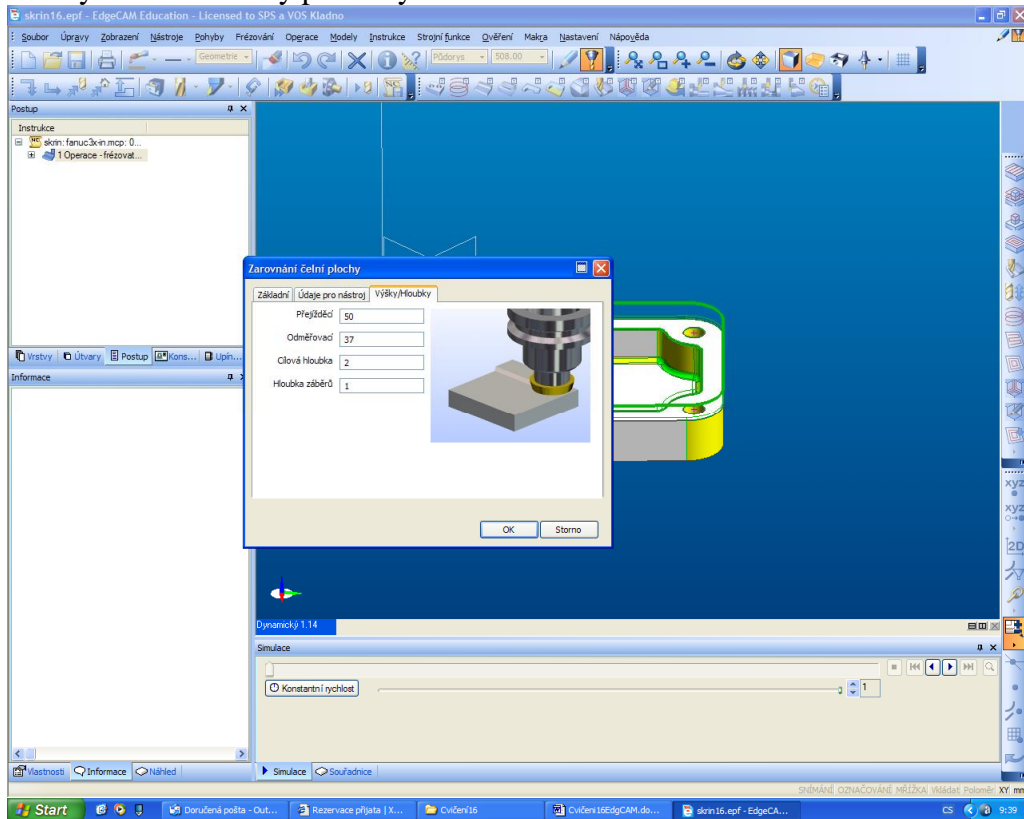 skrin16.epf - EdgeCAM Education - Licensed to SPS a VOS Kladno
Soubor Úpravy Zobrazení Nástroje Pohyby Frézování Operace Modely Instrukce Strojní funkce Ověření Makra Nastavení Nápověda
Geometrie
Půdorys
508.00
Postup
Instrukce
skrin: fanuc3x-in.mcp: 0...
1 Operace - frézovat...
Vrstvy Útvary Postup Kons... Upín...
Informace
Zarovnání čelní plochy
Základní Údaje pro nástroj Výšky/Hloubky
Přejížděcí 50
Odměřovací 37
Cílová hloubka 2
Hloubka záběrů 1
OK Storno
xyz
xyz
2D
Dynamický 1.14
Simulace
Konstantní rychlost
1
Vlastnosti Informace Náhled
Simulace Souřadnice
SNÍMÁNÍ OZNAČOVÁNÍ MŘÍŽKA Vkládat Poloměr XY mm
Start
Doručená pošta - Out...
Rezervace přijata | X...
Cvičení16
Cvičení16EdgCAM.do...
skrin16.epf - EdgeCA...
CS
9:39